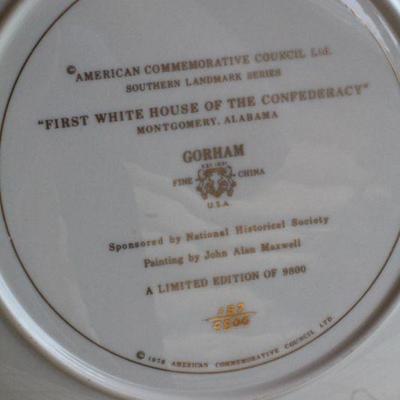 © AMERICAN COMMEMORATIVE COUNCIL Ltd.
SOUTHERN LANDMARK SERIES
"FIRST WHITE HOUSE OF THE CONFEDERACY"
MONTGOMERY, ALABAMA
GORHAM
FINE CHINA
U.S.A
Sponsored by National Historical Society
Painting by John Alan Maxwell
A LIMITED EDITION OF 9800
9800
© 1976 AMERICAN COMMEMORATIVE COUNCIL LTD.